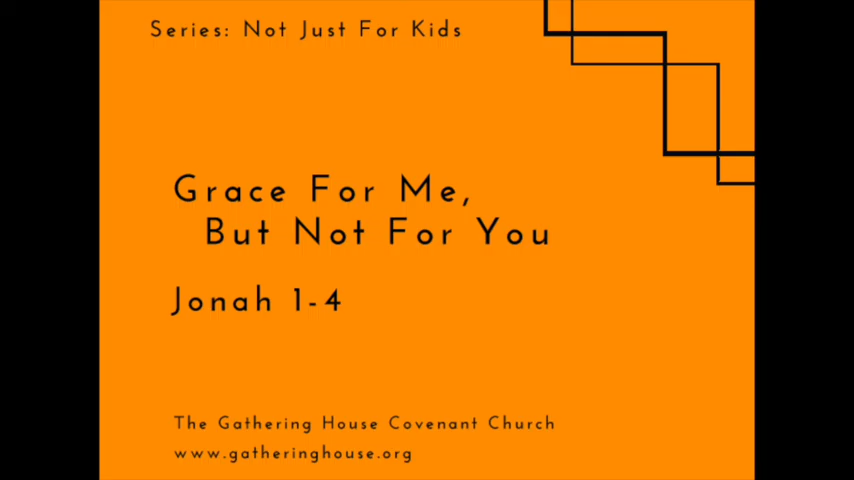 Series: Not Just For Kids
Grace For Me,
But Not For You
Jonah 1-4
The Gathering House Covenant Church
www.gatheringhouse.org